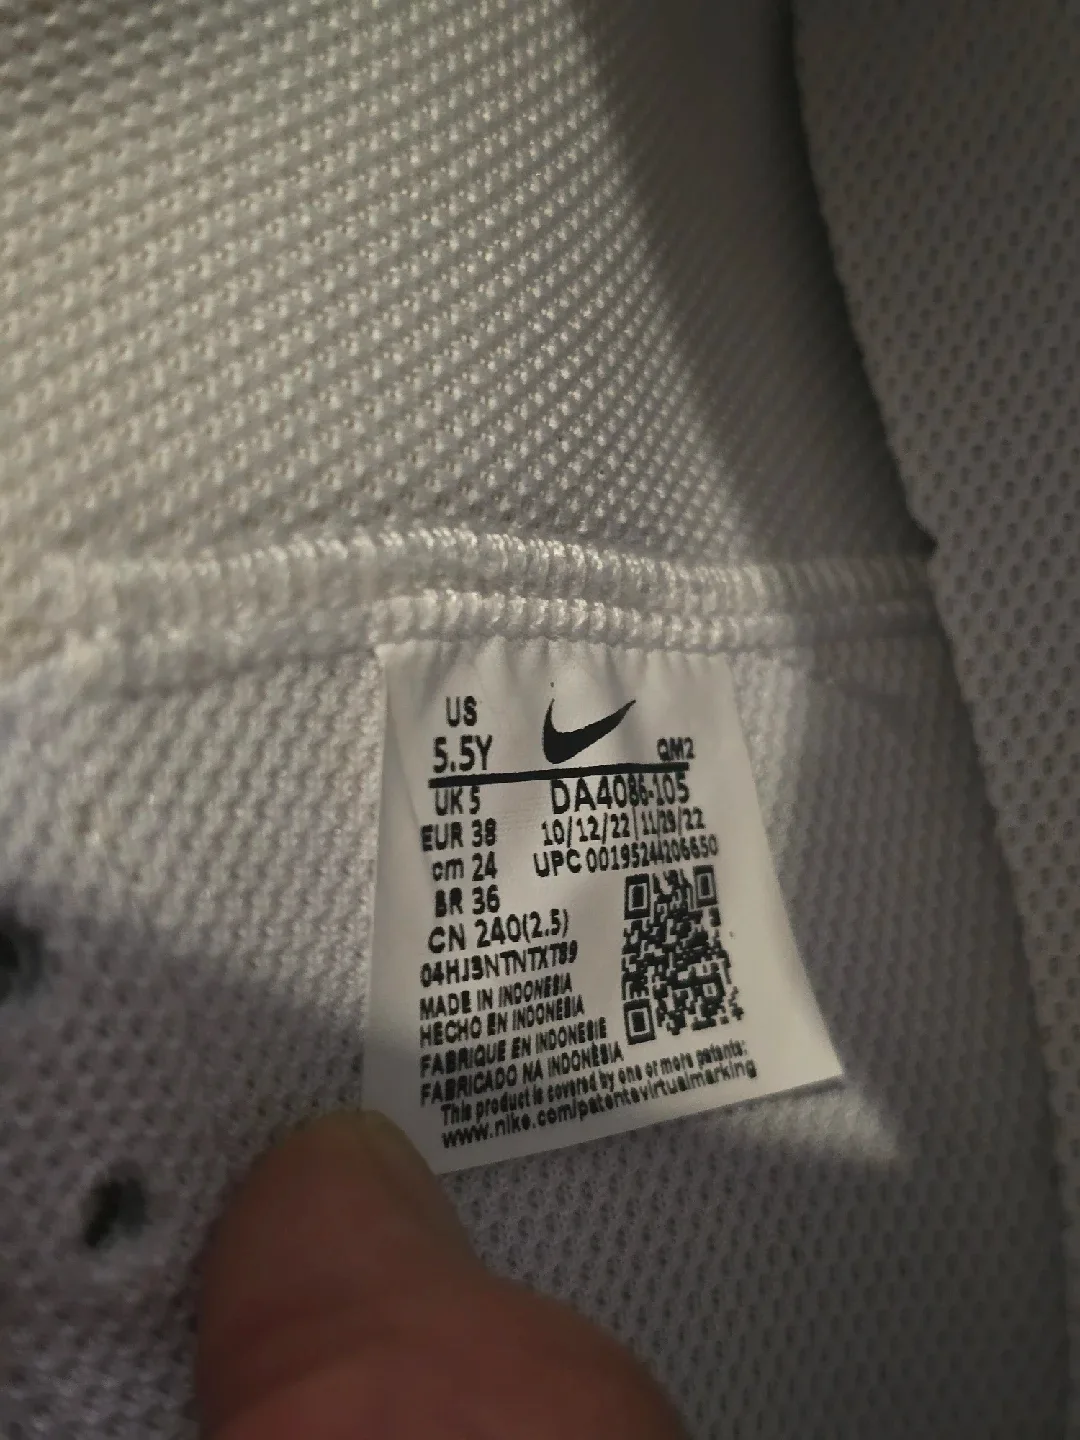 US
5.5Y
QM2
UK 5
DA4086-105
EUR 38
10/12/22 11/29/22
cm 24
UPC 00195244206650
BR 36
CN 240(2.5)
04HJ3NTNTXT89
MADE IN INDONESIA
HECHO EN INDONESIA
FABRIQUE EN INDONESIE
FABRICADO NA INDONÈSIA
This product is covered by one or more patents:
www.nike.com/patentsvirtualmarking